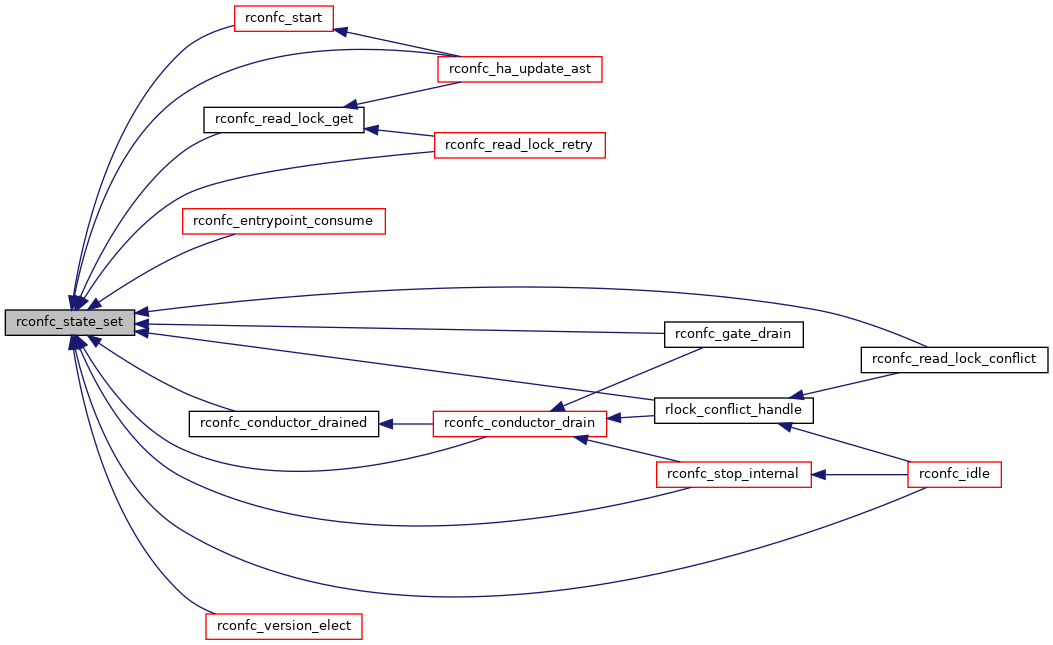 rconfc_start
rconfc_ha_update_ast
rconfc_read_lock_get
rconfc_read_lock_retry
rconfc_entrypoint_consume
rconfc_state_set
rconfc_gate_drain
rconfc_read_lock_conflict
rlock_conflict_handle
rconfc_conductor_drained
rconfc_conductor_drain
rconfc_stop_internal
rconfc_idle
rconfc_version_elect